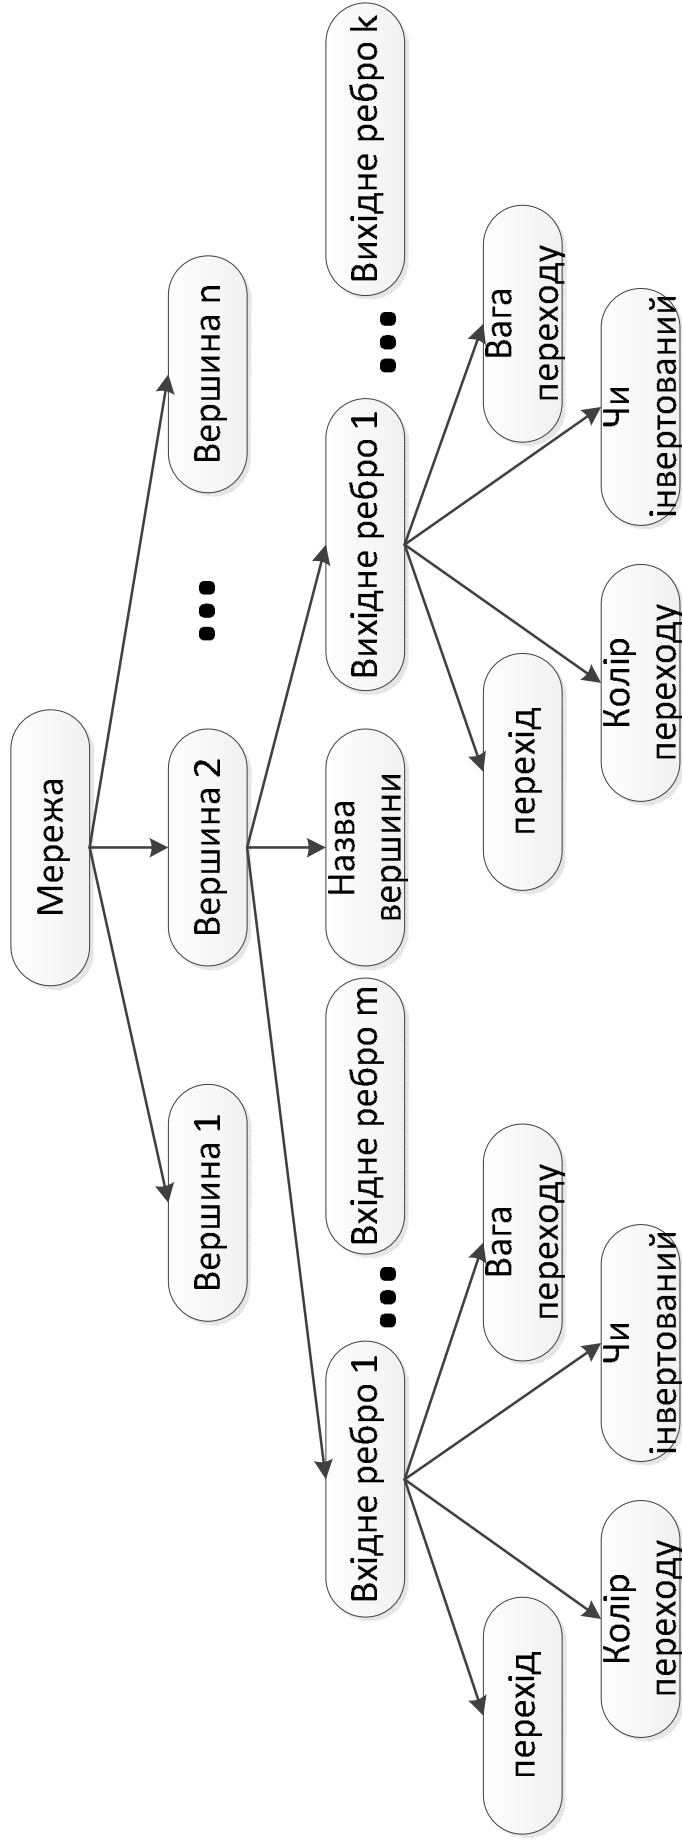 Мережа
Вершина 1
Вершина 2
...
Вершина n
Вхідне ребро 1
...
Вхідне ребро m
Назва
вершини
Вихідне ребро 1
...
Вихідне ребро k
перехід
Вага
переходу
перехід
Вага
переходу
Колір
переходу
Чи
інвертований
Колір
переходу
Чи
інвертований